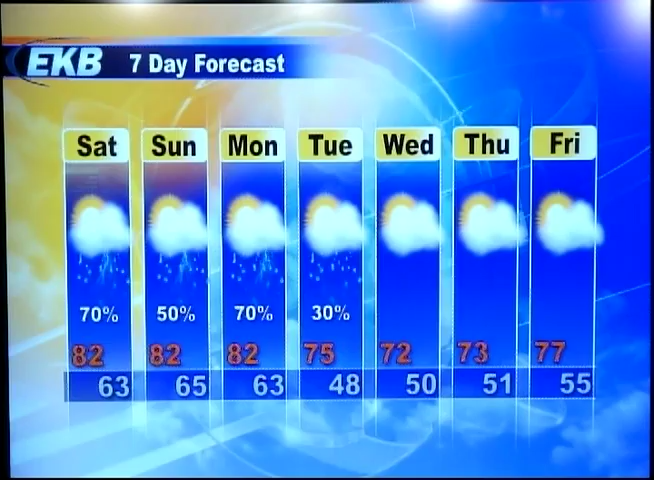 EKB 7 Day Forecast
Sat Sun Mon Tue Wed Thu Fri
70% 50% 70% 30%
82 82 82 75 72 73 77
63 65 63 48 50 51 55